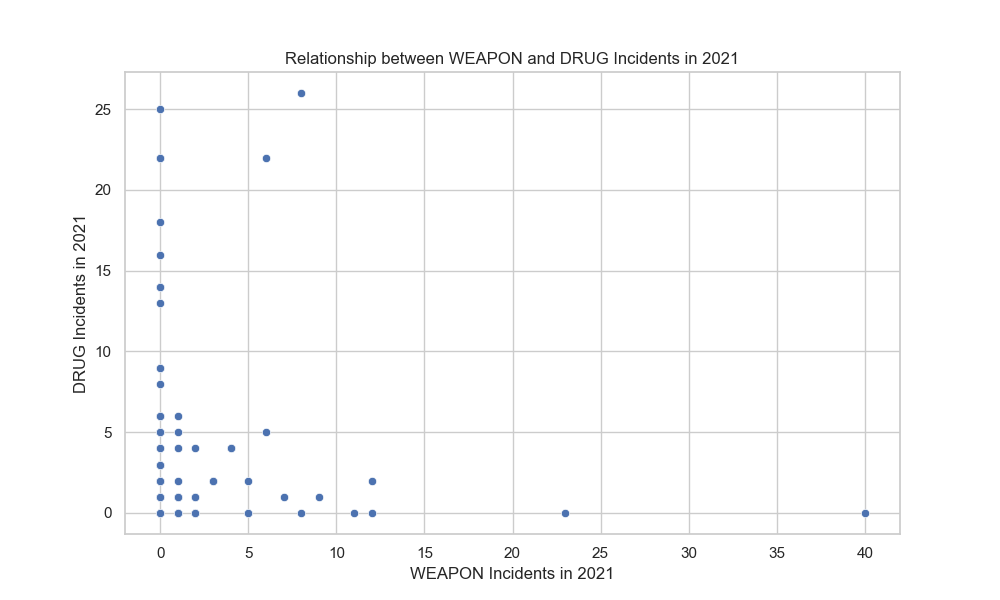 Relationship between WEAPON and DRUG Incidents in 2021
25
20
15
10
5
0
DRUG Incidents in 2021
0 5 10 15 20 25 30 35 40
WEAPON Incidents in 2021